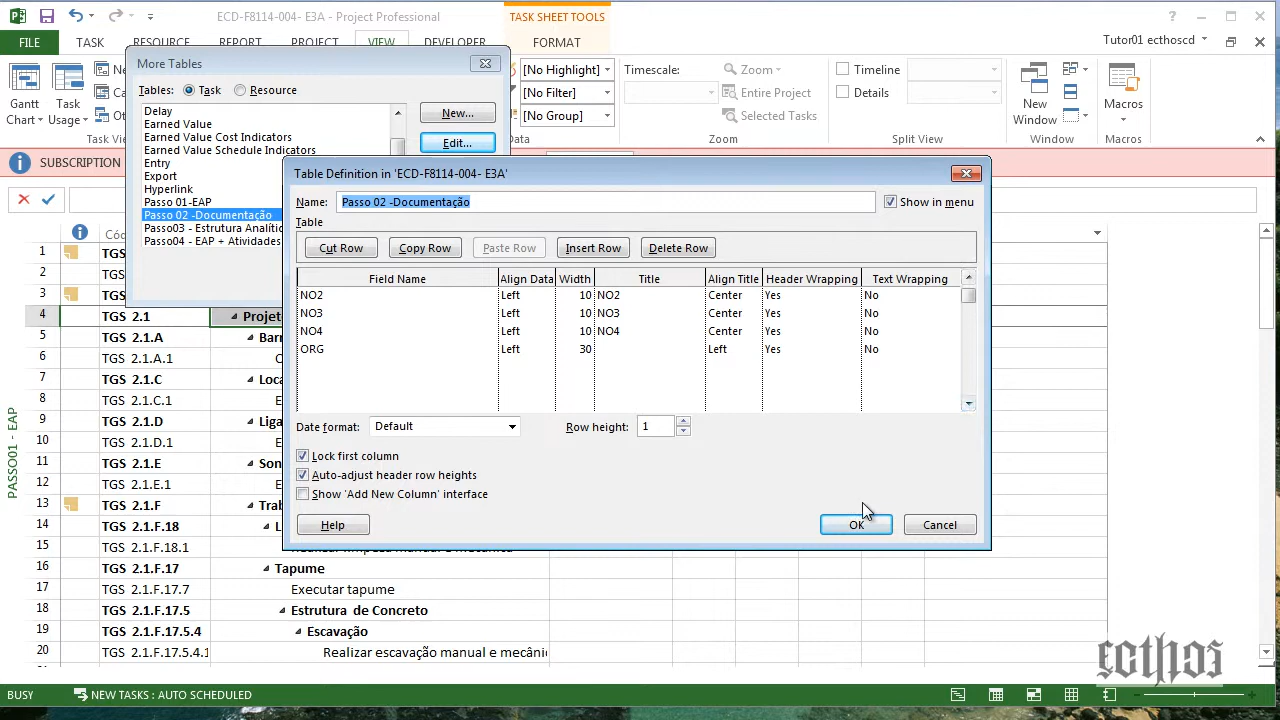 ECD-F8114-004- E3A - Project Professional
TASK SHEET TOOLS
FILE TASK RESOURCE REPORT PROJECT VIEW DEVELOPER FORMAT
Tutor01 ecthoscd
Gantt Chart
Task Usage
Task
[No Highlight]
[No Filter]
[No Group]
Data
Timescale:
Zoom
Entire Project
Selected Tasks
Zoom
Timeline
Details
Split View
New Window
Window
Macros
Macros
SUBSCRIPTION
More Tables
Tables: Task Resource
Delay
Earned Value
Earned Value Cost Indicators
Earned Value Schedule Indicators
Entry
Export
Hyperlink
Passo 01-EAP
Passo 02 -Documentação
Passo03 - Estrutura
Passo04 - EAP + Atividades
New...
Edit...
Table Definition in 'ECD-F8114-004- E3A'
Name: Passo 02 -Documentação Show in menu
Table
Cut Row Copy Row Paste Row Insert Row Delete Row
Field Name Align Data Width Title Align Title Header Wrapping Text Wrapping
NO2 Left 10 NO2 Center Yes No
NO3 Left 10 NO3 Center Yes No
NO4 Left 10 NO4 Center Yes No
ORG Left 30 Left Yes No
Date format: Default Row height: 1
Lock first column
Auto-adjust header row heights
Show 'Add New Column' interface
Help OK Cancel
PASSO01 - EAP
1 TGS
2 TGS
3 TGS
4 TGS 2.1
5 TGS 2.1.A
6 TGS 2.1.A.1
7 TGS 2.1.C
8 TGS 2.1.C.1
9 TGS 2.1.D
10 TGS 2.1.D.1
11 TGS 2.1.E
12 TGS 2.1.E.1
13 TGS 2.1.F
14 TGS 2.1.F.18
15 TGS 2.1.F.18.1
16 TGS 2.1.F.17 Tapume
17 TGS 2.1.F.17.7 Executar tapume
18 TGS 2.1.F.17.5 Estrutura de Concreto
19 TGS 2.1.F.17.5.4 Escavação
20 TGS 2.1.F.17.5.4.1 Realizar escavação manual e
ecthos
BUSY NEW TASKS : AUTO SCHEDULED